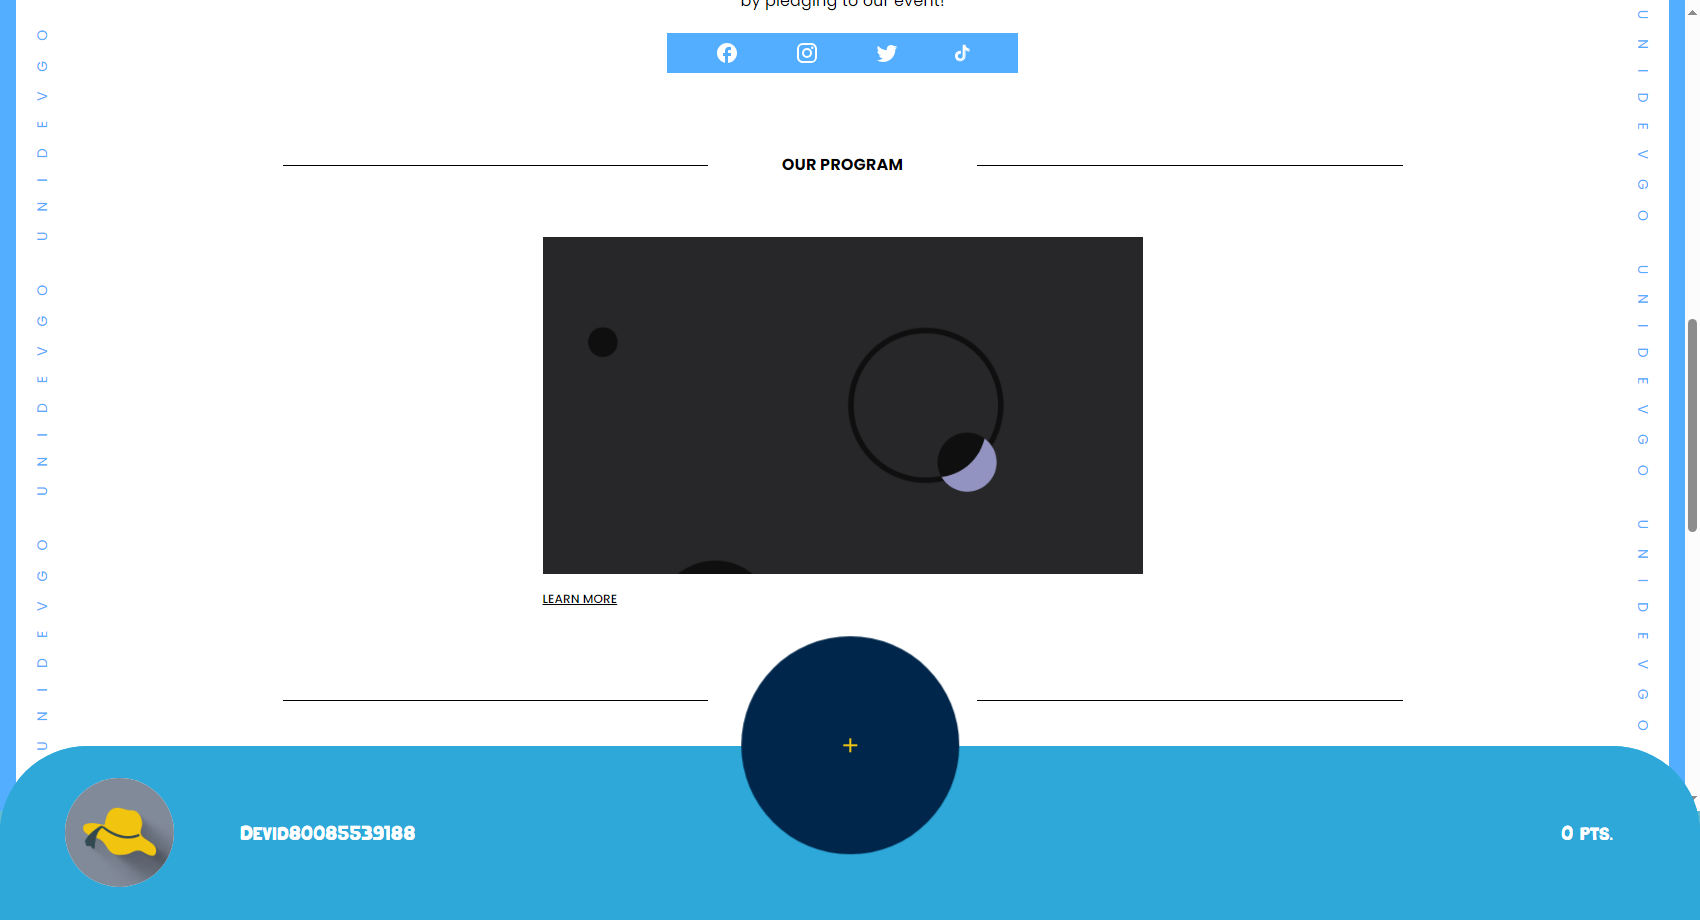 by pledging to our event!
OUR PROGRAM
LEARN MORE
UNIDEVGO UNIDEVGO UNIDEVGO
UNIDEVGO UNIDEVGO UNIDEVGO
+
Devid80085539188
0 pts.